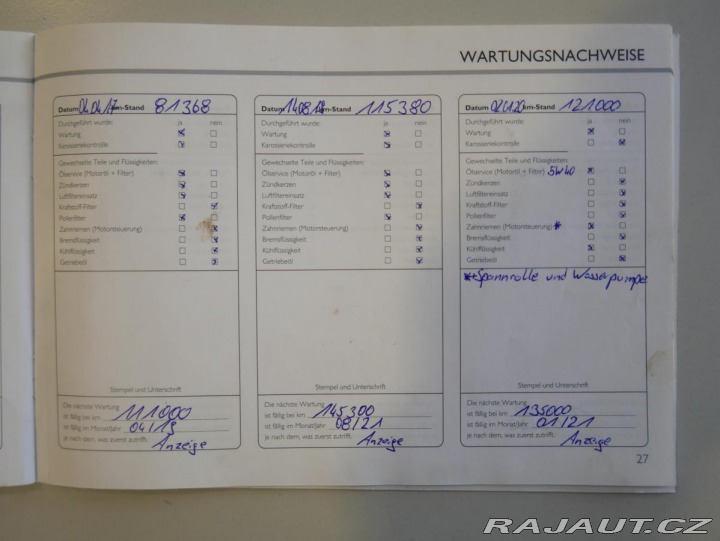 WARTUNGSNACHWEISE
Datum 04.04/17 km-Stand 81368
Durchgeführt wurde: ja nein
Wartung
Karosseriekontrolle
Gewechselte Teile und Flüssigkeiten:
Ölservice (Motoröl + Filter)
Zündkerzen
Luftfiltereinsatz
Kraftstoff-Filter
Pollenfilter
Zahnriemen (Motorsteuerung)
Bremsflüssigkeit
Kühlflüssigkeit
Getriebeöl
Stempel und Unterschrift
Die nächste Wartung
ist fällig bei km 111000
ist fällig im Monat/Jahr 04/19
je nach dem, was zuerst zutrifft. Anzeige
Datum km-Stand 115380
Durchgeführt wurde: ja nein
Wartung
Karosseriekontrolle
Gewechselte Teile und Flüssigkeiten:
Ölservice (Motoröl + Filter)
Zündkerzen
Luftfiltereinsatz
Kraftstoff-Filter
Pollenfilter
Zahnriemen (Motorsteuerung)
Bremsflüssigkeit
Kühlflüssigkeit
Getriebeöl
Stempel und Unterschrift
Die nächste Wartung
ist fällig bei km 145300
ist fällig im Monat/Jahr 08/21
je nach dem, was zuerst zutrifft. Anzeige
Datum km-Stand 121000
Durchgeführt wurde: ja nein
Wartung
Karosseriekontrolle
Gewechselte Teile und Flüssigkeiten:
Ölservice (Motoröl + Filter) 5W40
Zündkerzen
Luftfiltereinsatz
Kraftstoff-Filter
Pollenfilter
Zahnriemen (Motorsteuerung) *
Bremsflüssigkeit
Kühlflüssigkeit
Getriebeöl
*Spannrolle und Wasserpumpe
Stempel und Unterschrift
Die nächste Wartung
ist fällig bei km 135000
ist fällig im Monat/Jahr 01/21
je nach dem, was zuerst zutrifft. Anzeige
27
RAJAUT.CZ